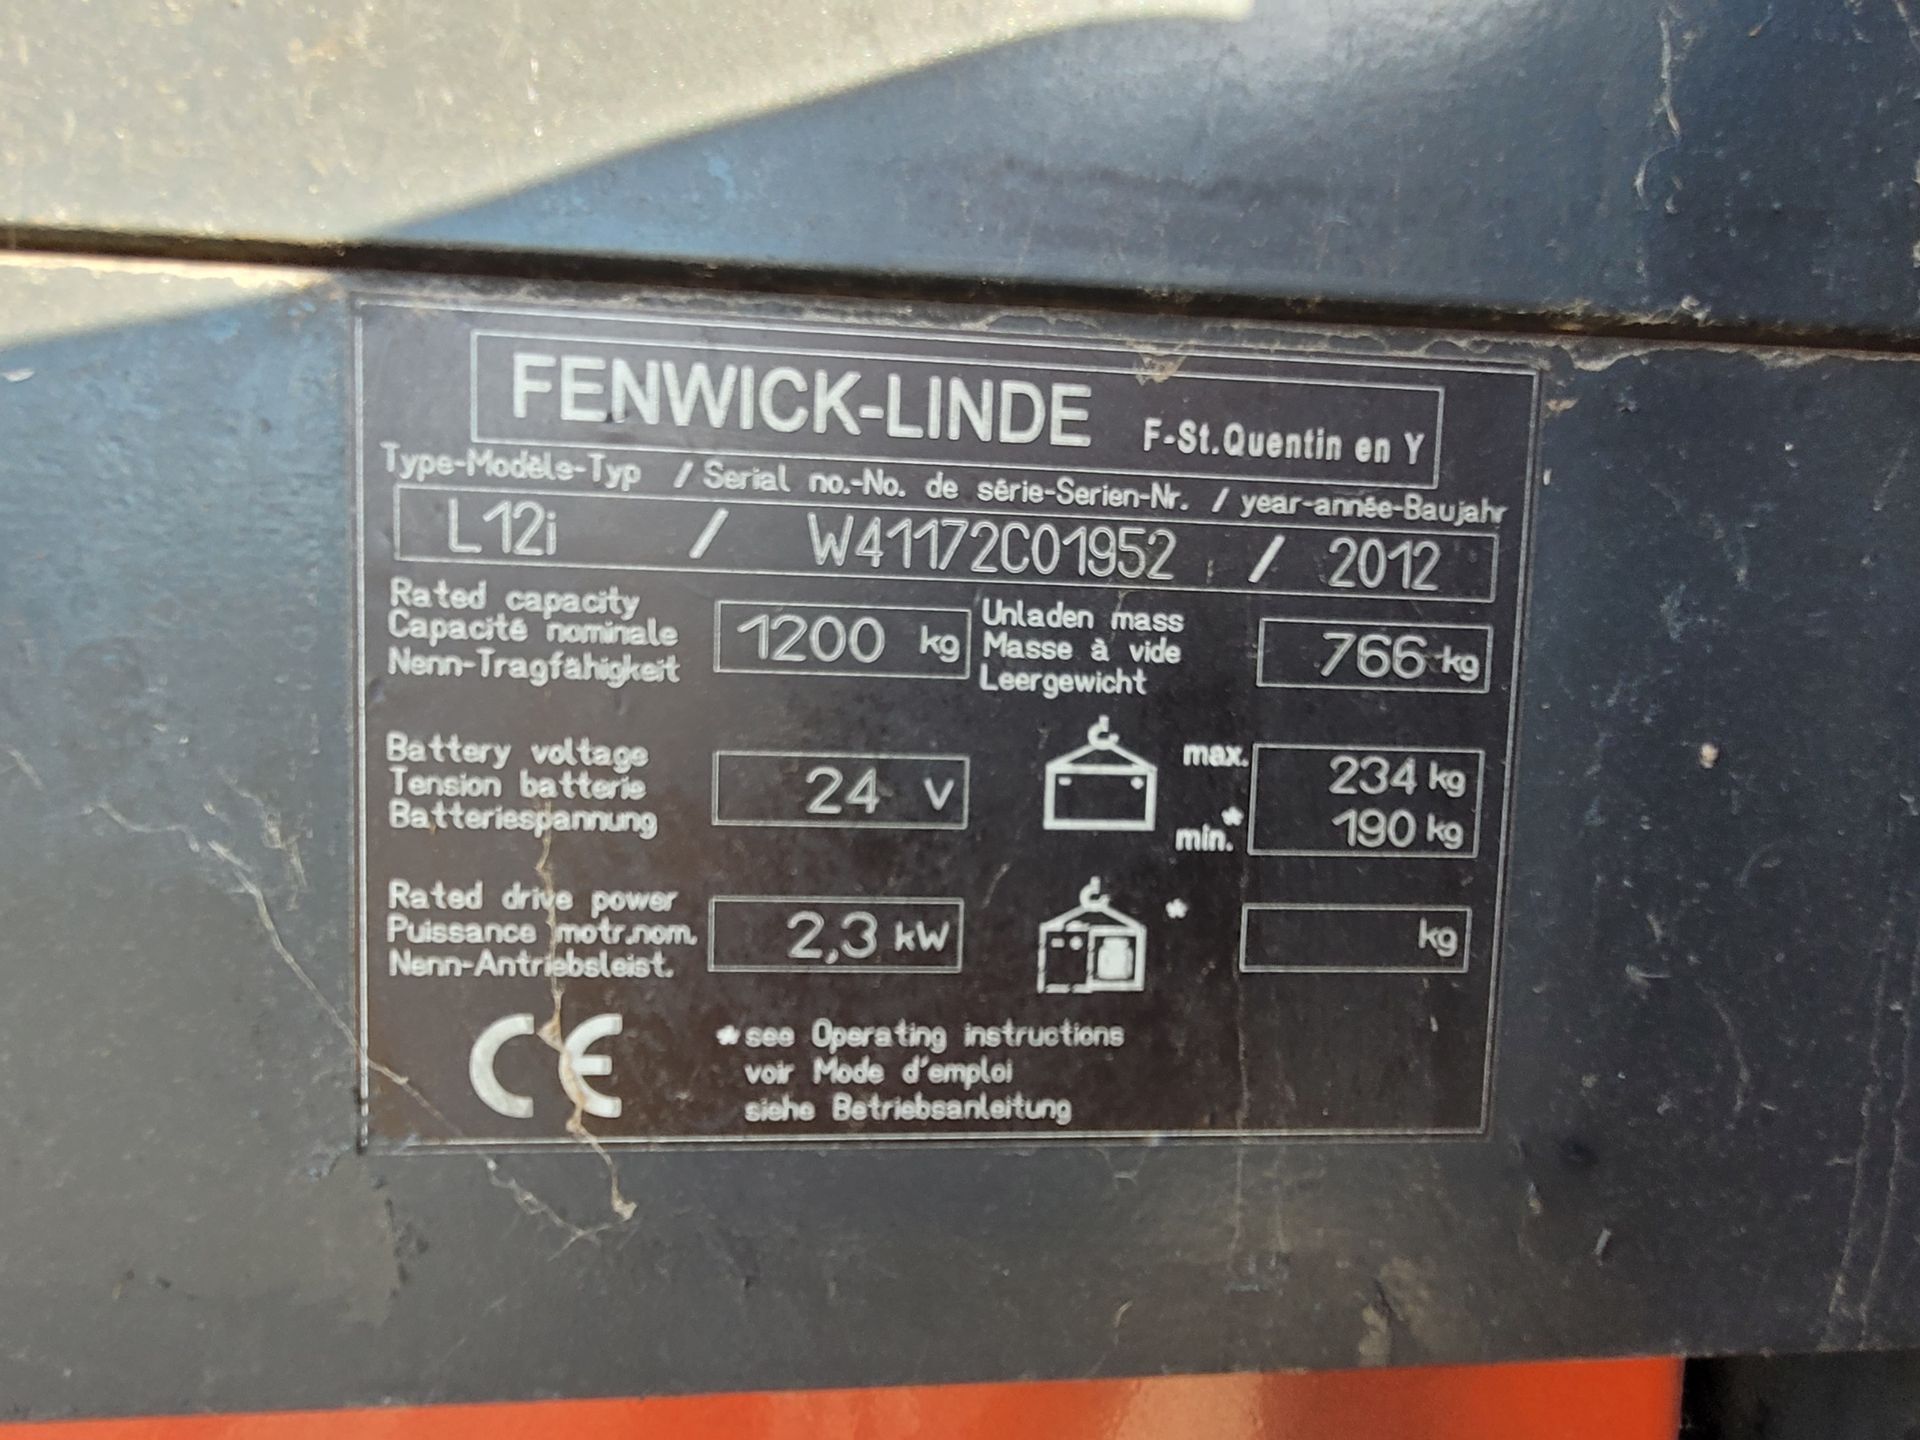 FENWICK-LINDE F-St.Quentin en Y
Type-Modèle-Typ / Serial no.-No. de série-Serien-Nr. / year-année-Baujahr
L12i / W41172C01952 / 2012
Rated capacity
Capacité nominale
Nenn-Tragfähigkeit
1200 kg
Unladen mass
Masse à vide
Leergewicht
766 kg
Battery voltage
Tension batterie
Batteriespannung
24 V
max. 234 kg
min.* 190 kg
Rated drive power
Puissance motr.nom.
Nenn-Antriebsleist.
2,3 kW
* kg
CE
*see Operating instructions
voir Mode d'emploi
siehe Betriebsanleitung